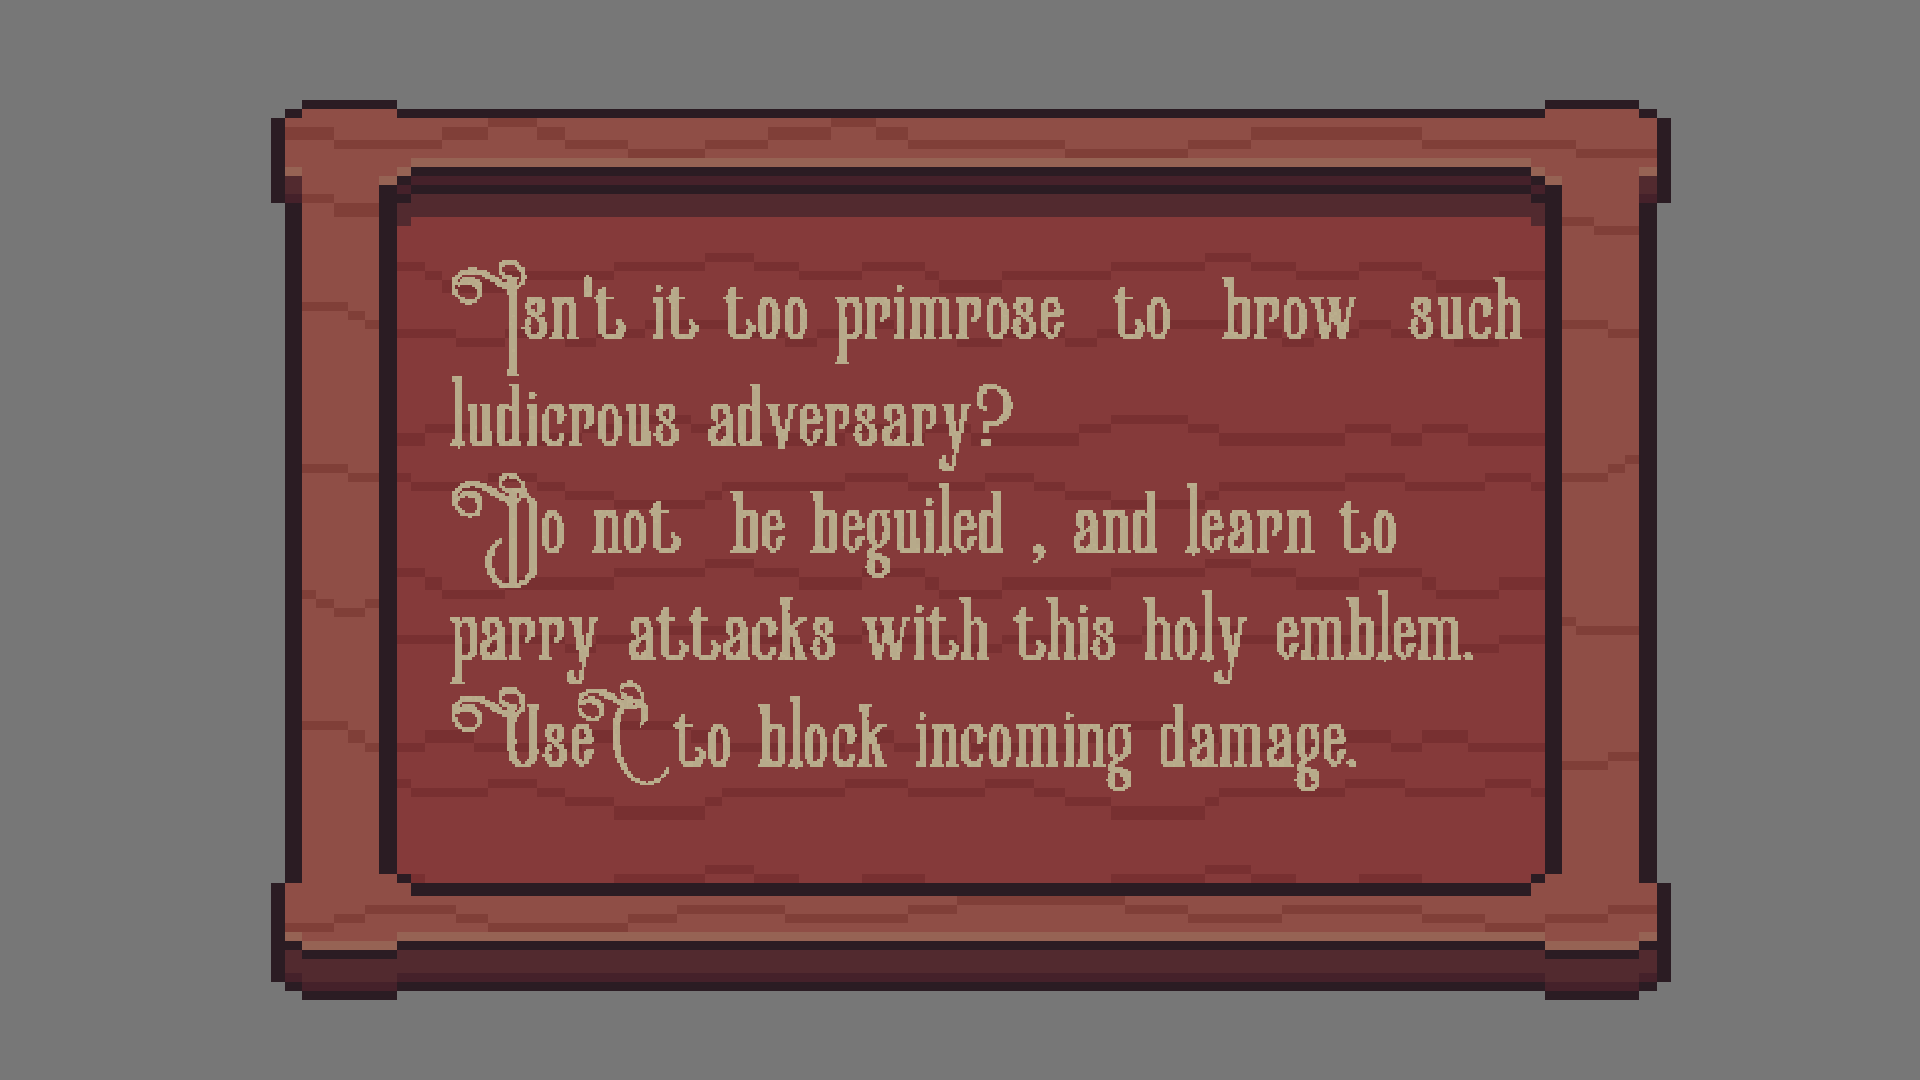 Isn't it too primrose to brow such
ludicrous adversary?
Do not be beguiled , and learn to
parry attacks with this holy emblem.
Use C to block incoming damage.